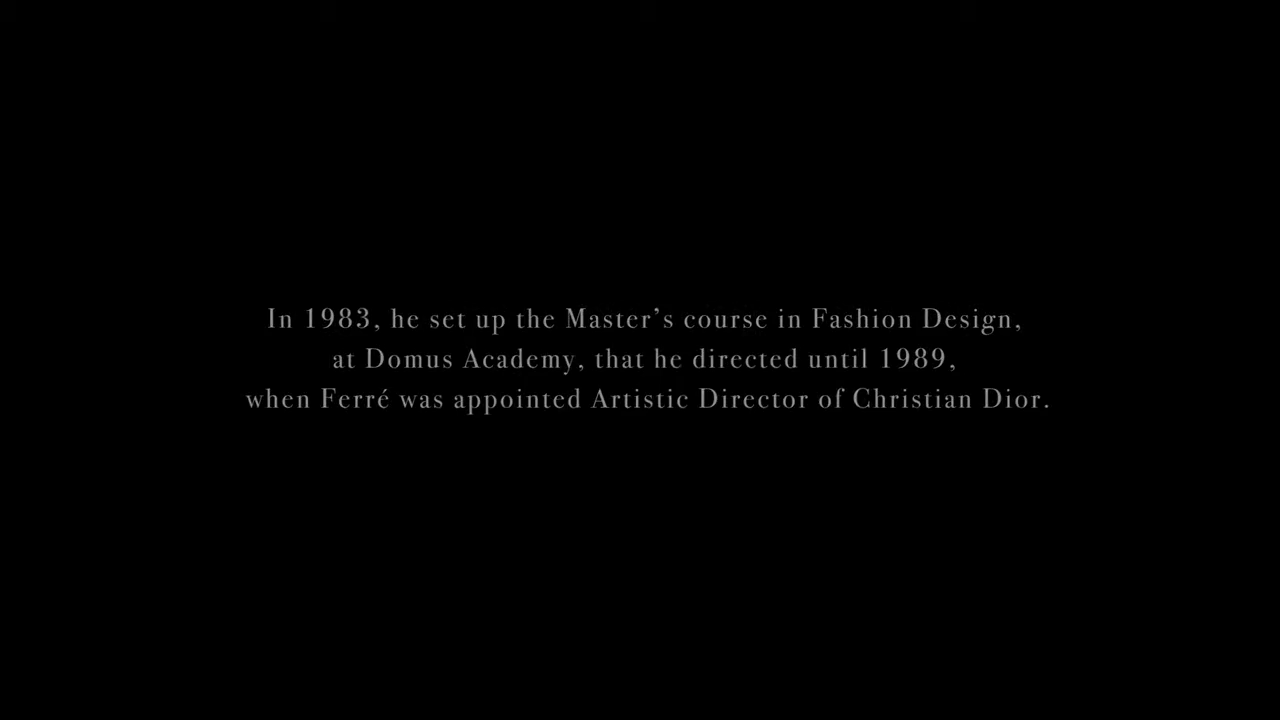 In 1983, he set up the Master’s course in Fashion Design,
at Domus Academy, that he directed until 1989,
when Ferré was appointed Artistic Director of Christian Dior.